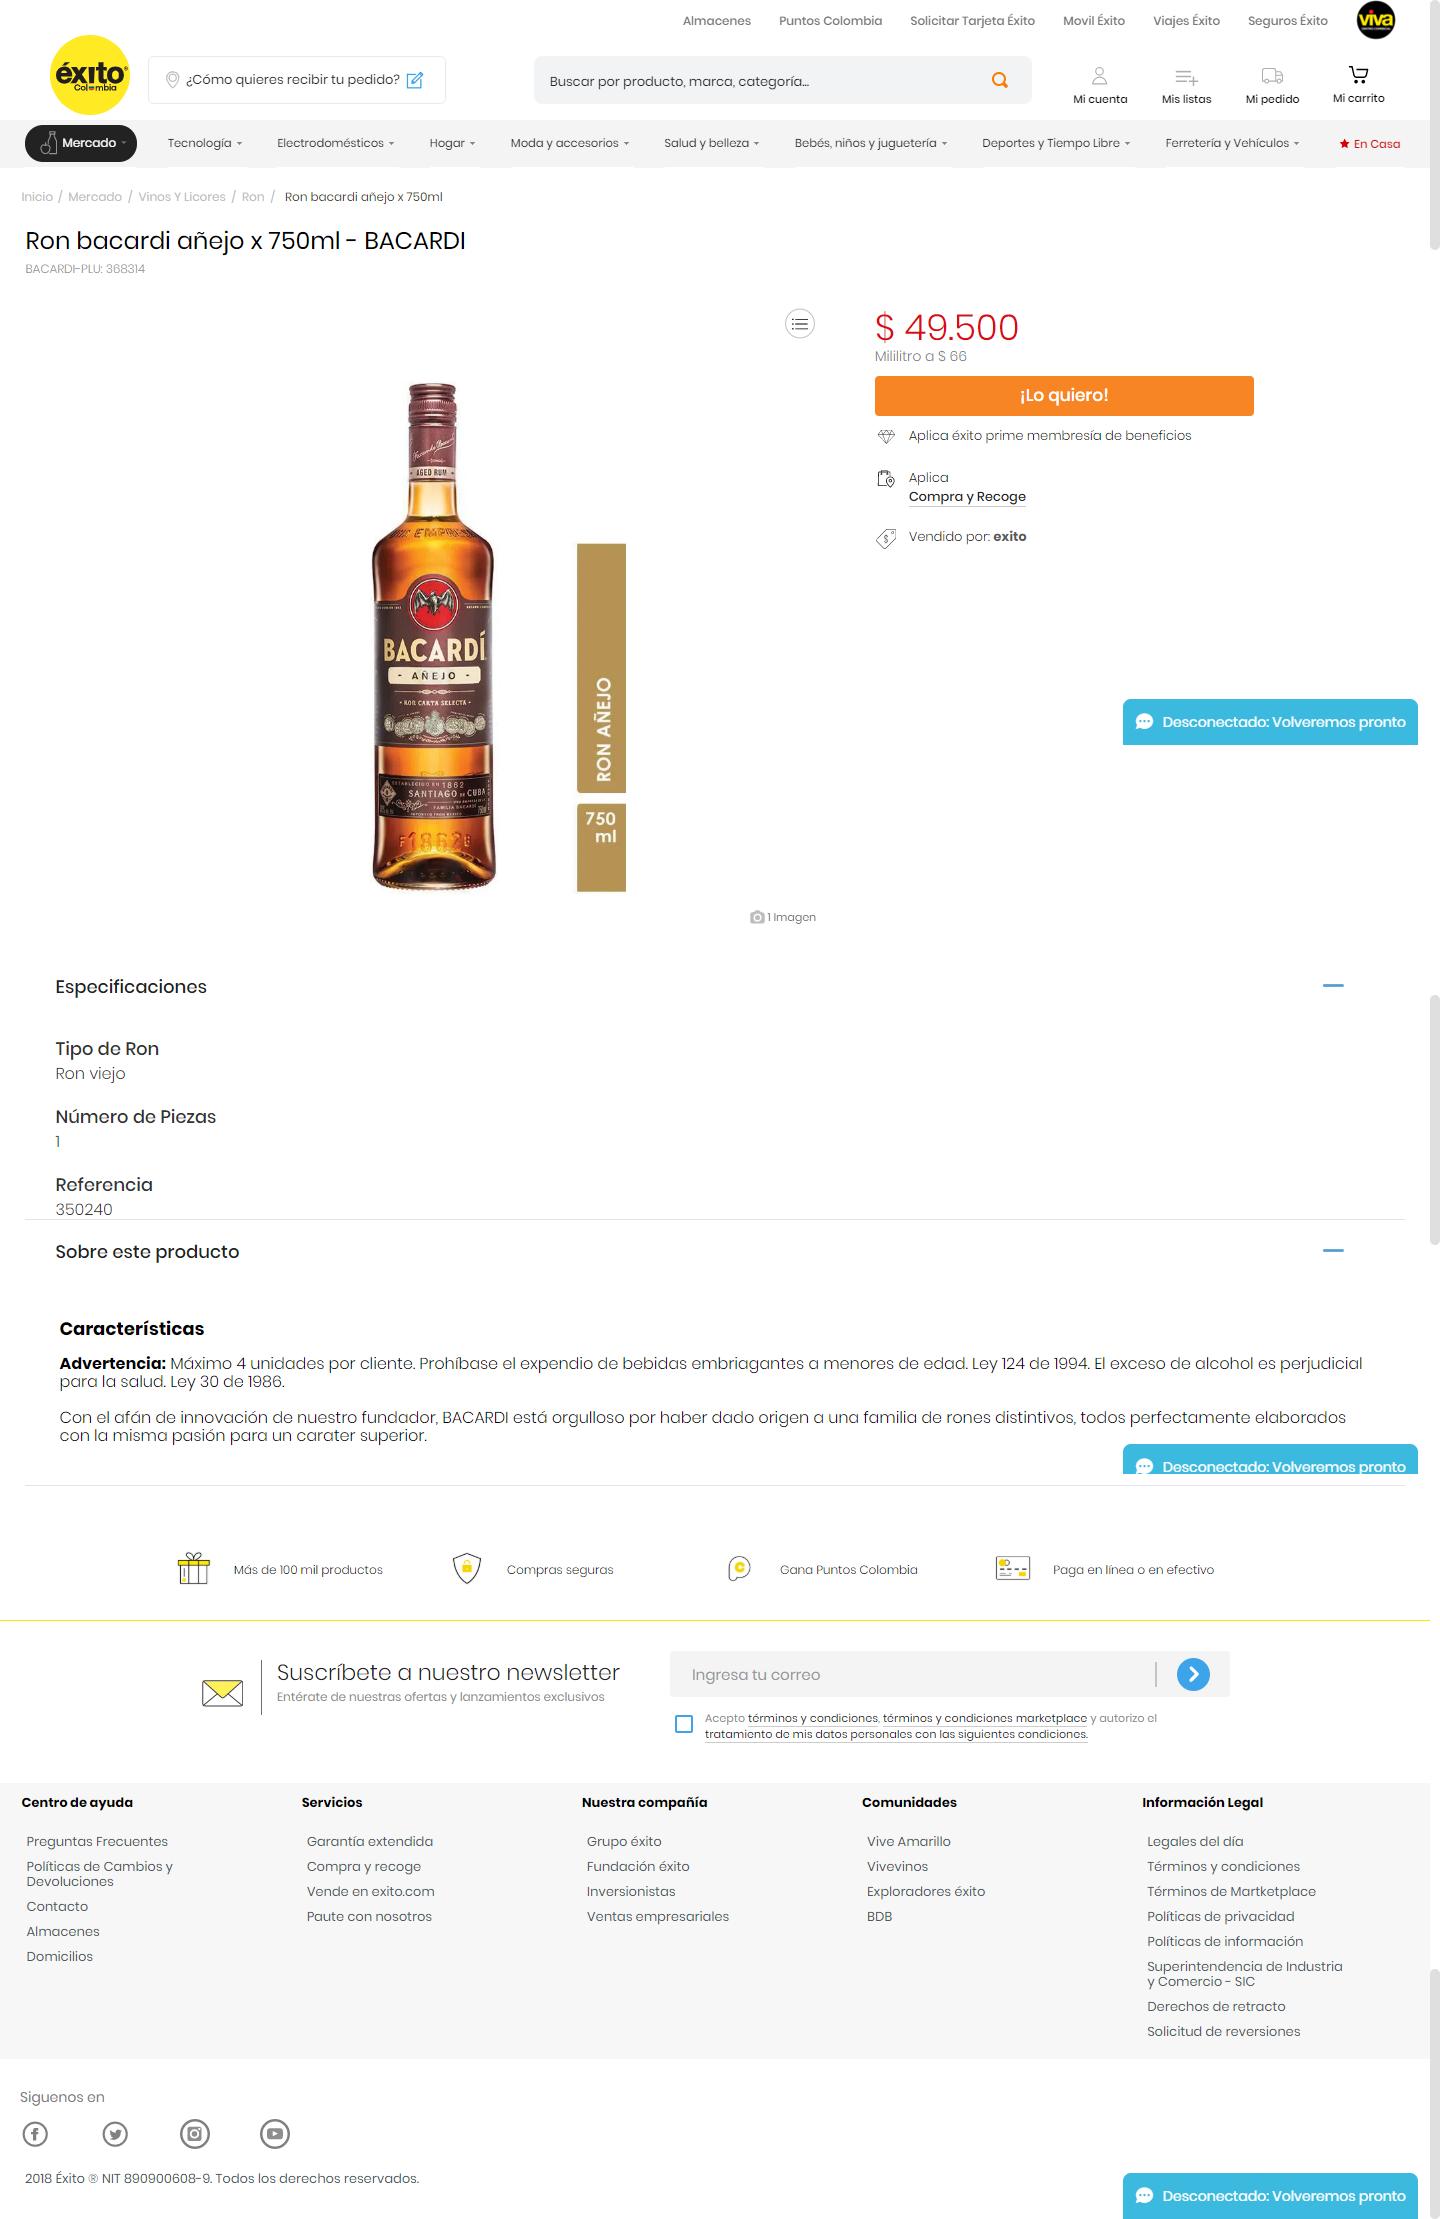 Almacenes Puntos Colombia Solicitar Tarjeta Éxito Movil Éxito Viajes Éxito Seguros Éxito viva
éxito
Colombia
¿Cómo quieres recibir tu pedido?
Buscar por producto, marca, categoría...
Mi cuenta Mis listas Mi pedido Mi carrito
Mercado Tecnología Electrodomésticos Hogar Moda y accesorios Salud y belleza Bebés, niños y juguetería Deportes y Tiempo Libre Ferretería y Vehículos En Casa
Inicio / Mercado / Vinos Y Licores / Ron / Ron bacardi añejo x 750ml
Ron bacardi añejo x 750ml - BACARDI
BACARDI-PLU: 368314
$ 49.500
Mililitro a $ 66
¡Lo quiero!
Aplica éxito prime membresía de beneficios
Aplica
Compra y Recoge
Vendido por: exito
AGED RUM
BACARDÍ
- AÑEJO -
- RON CARTA SELECTA -
ESTABLECIDO EN 1862
SANTIAGO DE CUBA
FAMILIA BACARDÍ
1862
RON AÑEJO
750
ml
Desconectado: Volveremos pronto
1 Imagen
Especificaciones
Tipo de Ron
Ron viejo
Número de Piezas
1
Referencia
350240
Sobre este producto
Características
Advertencia: Máximo 4 unidades por cliente. Prohíbase el expendio de bebidas embriagantes a menores de edad. Ley 124 de 1994. El exceso de alcohol es perjudicial
para la salud. Ley 30 de 1986.
Con el afán de innovación de nuestro fundador, BACARDI está orgulloso por haber dado origen a una familia de rones distintivos, todos perfectamente elaborados
con la misma pasión para un carater superior.
Desconectado: Volveremos pronto
Más de 100 mil productos Compras seguras Gana Puntos Colombia Paga en línea o en efectivo
Suscríbete a nuestro newsletter
Entérate de nuestras ofertas y lanzamientos exclusivos
Ingresa tu correo
Acepto términos y condiciones, términos y condiciones marketplace y autorizo el
tratamiento de mis datos personales con las siguientes condiciones.
Centro de ayuda
Preguntas Frecuentes
Políticas de Cambios y
Devoluciones
Contacto
Almacenes
Domicilios
Servicios
Garantía extendida
Compra y recoge
Vende en exito.com
Paute con nosotros
Nuestra compañía
Grupo éxito
Fundación éxito
Inversionistas
Ventas empresariales
Comunidades
Vive Amarillo
Vivevinos
Exploradores éxito
BDB
Información Legal
Legales del día
Términos y condiciones
Términos de Martketplace
Políticas de privacidad
Políticas de información
Superintendencia de Industria
y Comercio - SIC
Derechos de retracto
Solicitud de reversiones
Siguenos en
2018 Éxito ® NIT 890900608-9. Todos los derechos reservados.
Desconectado: Volveremos pronto